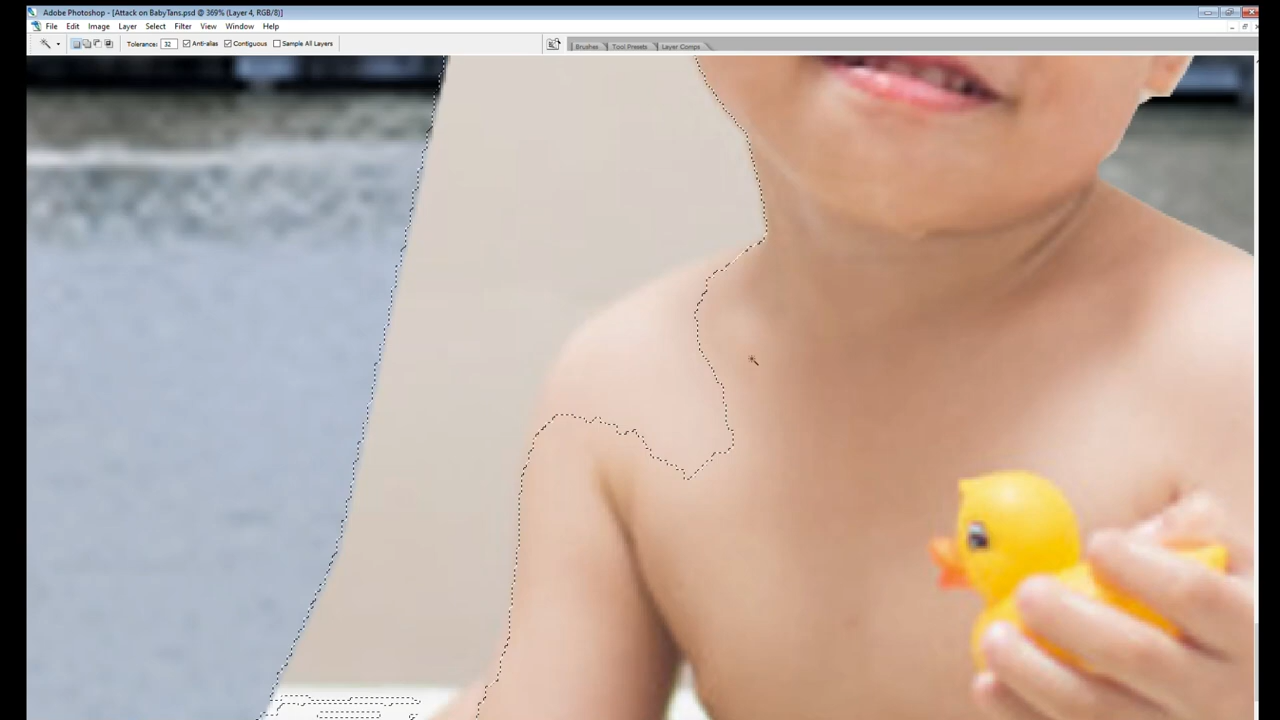 Adobe Photoshop - [Attack on BabyTans.psd @ 369% (Layer 4, RGB/8)]
File Edit Image Layer Select Filter View Window Help
Tolerance: 32 Anti-alias Contiguous Sample All Layers Brushes Tool Presets Layer Comps